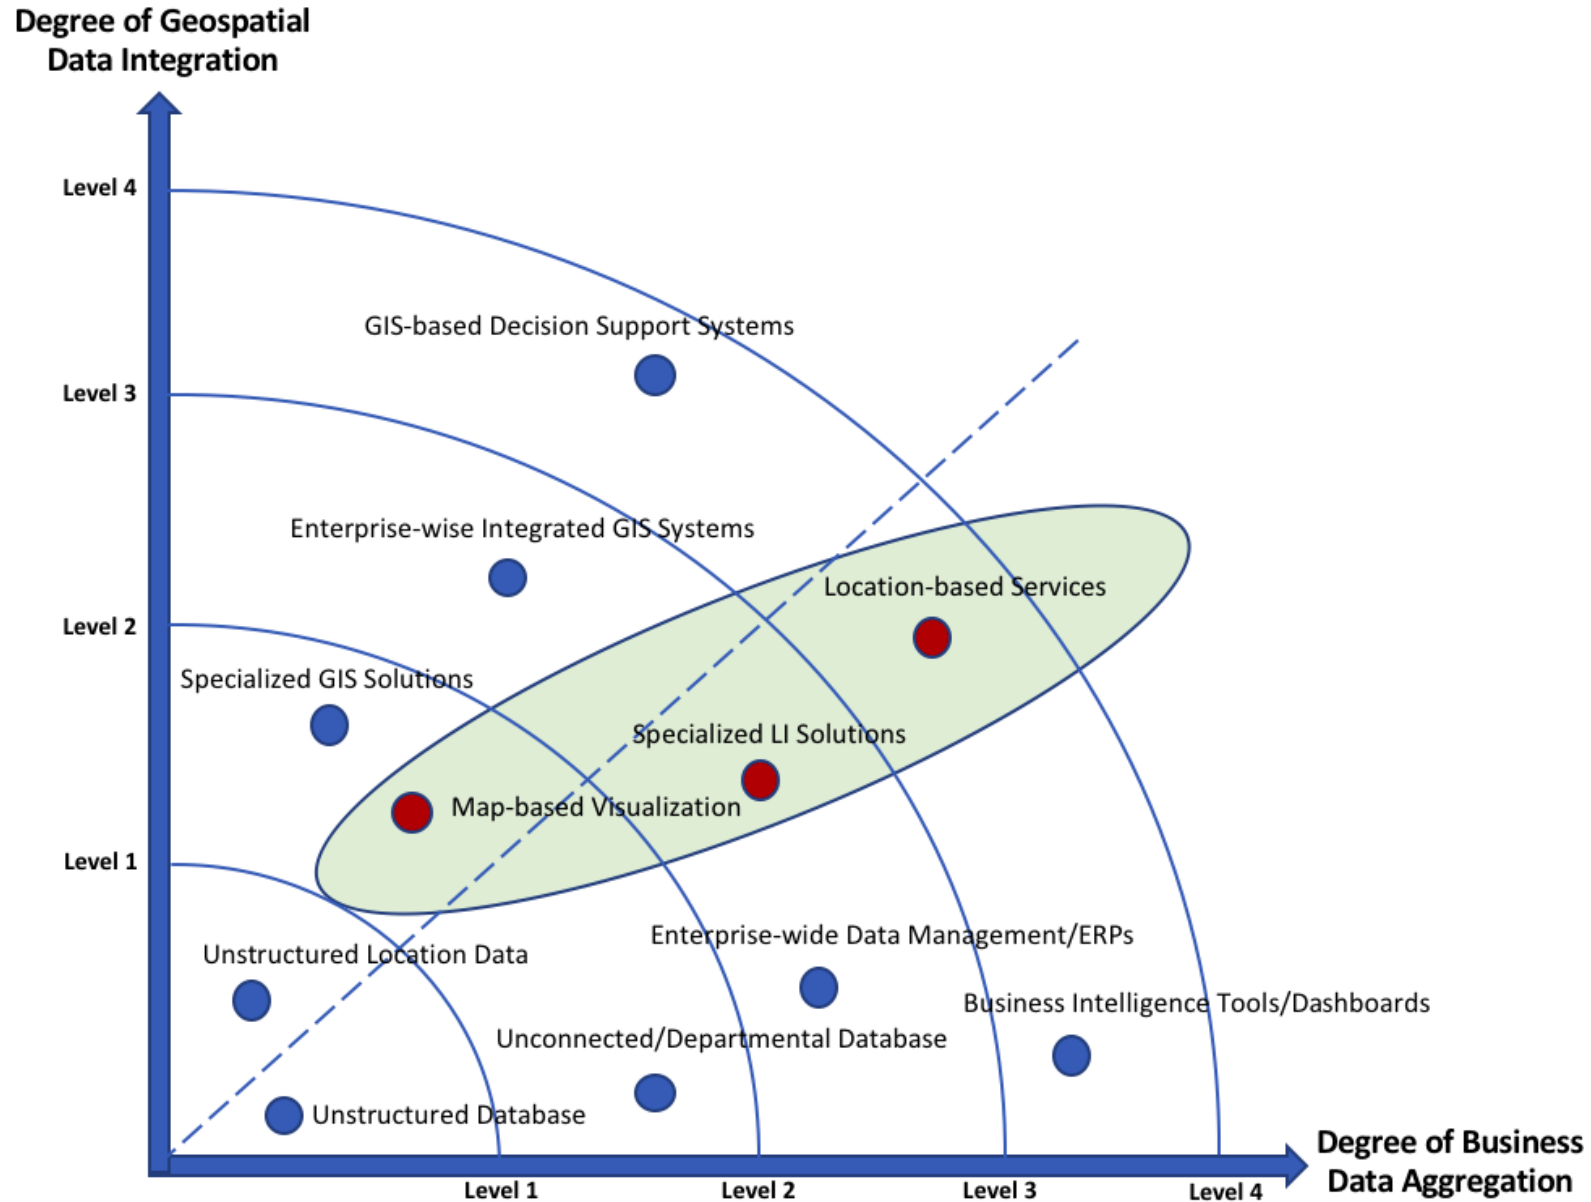 Degree of Geospatial
Data Integration
Level 4
GIS-based Decision Support Systems
Level 3
Enterprise-wise Integrated GIS Systems
Location-based Services
Level 2
Specialized GIS Solutions
Specialized LI Solutions
Map-based Visualization
Level 1
Enterprise-wide Data Management/ERPs
Unstructured Location Data
Business Intelligence Tools/Dashboards
Unconnected/Departmental Database
Unstructured Database
Degree of Business
Data Aggregation
Level 1
Level 2
Level 3
Level 4